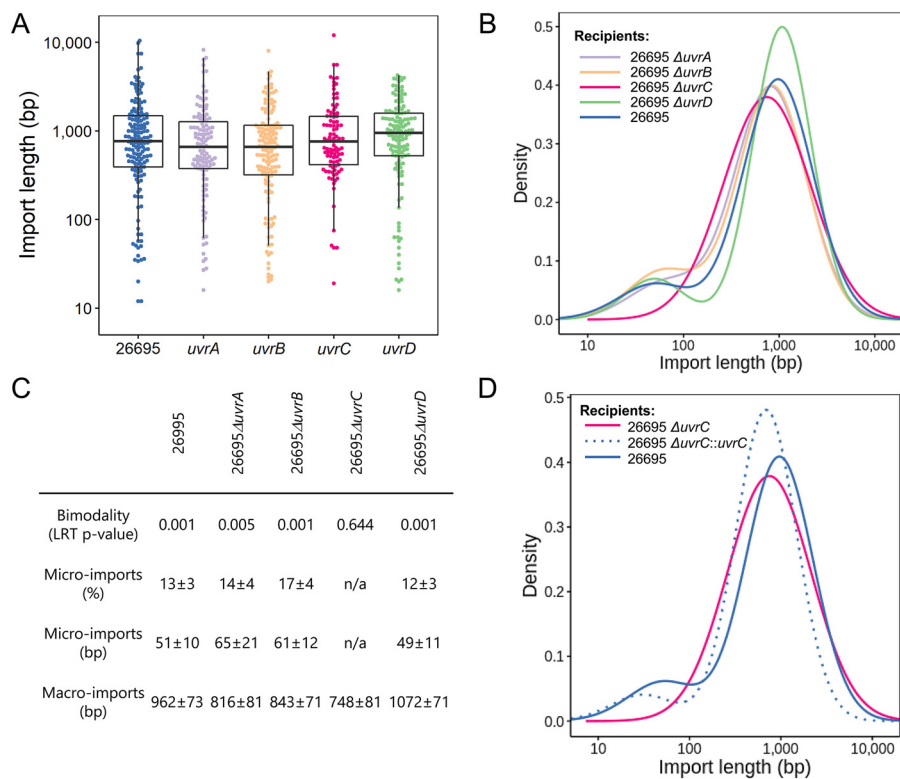 A
Import length (bp)
10,000
1,000
100
10
26695
uvrA
uvrB
uvrC
uvrD
B
Density
0.5
0.4
0.3
0.2
0.1
0.0
Recipients:
26695 ΔuvrA
26695 ΔuvrB
26695 ΔuvrC
26695 ΔuvrD
26695
10
100
1,000
10,000
Import length (bp)
C
26995
26695ΔuvrA
26695ΔuvrB
26695ΔuvrC
26695ΔuvrD
Bimodality
(LRT p-value)
0.001
0.005
0.001
0.644
0.001
Micro-imports
(%)
13±3
14±4
17±4
n/a
12±3
Micro-imports
(bp)
51±10
65±21
61±12
n/a
49±11
Macro-imports
(bp)
962±73
816±81
843±71
748±81
1072±71
D
Density
0.5
0.4
0.3
0.2
0.1
0.0
Recipients:
26695 ΔuvrC
26695 ΔuvrC::uvrC
26695
10
100
1,000
10,000
Import length (bp)